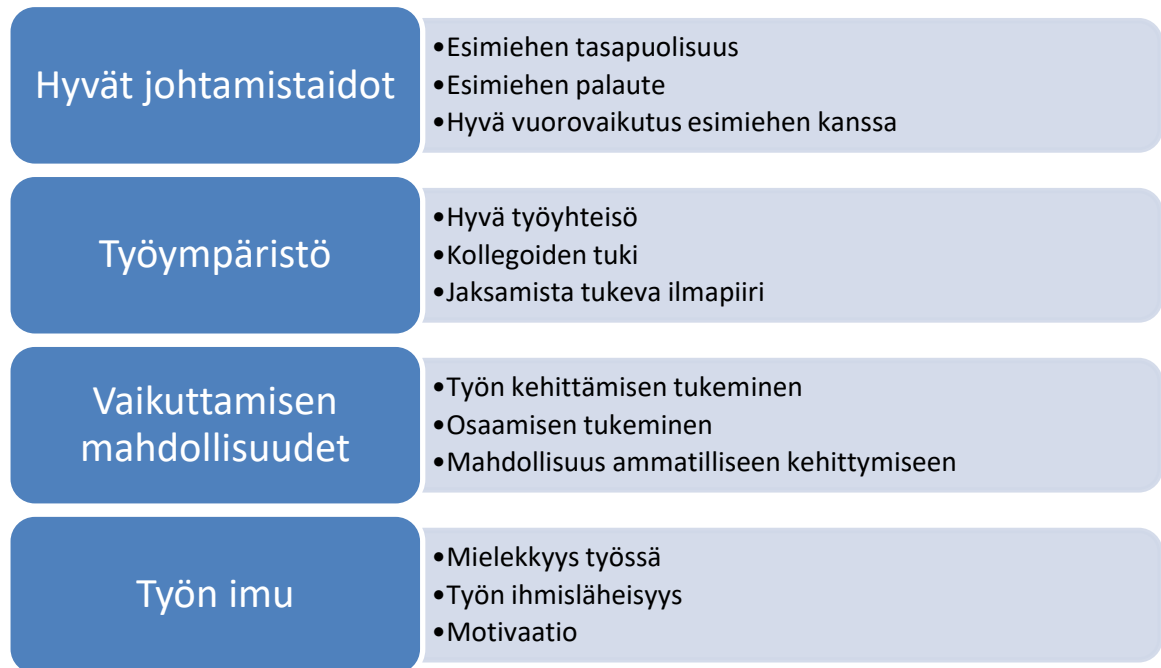 Hyvät johtamistaidot
•Esimiehen tasapuolisuus
•Esimiehen palaute
•Hyvä vuorovaikutus esimiehen kanssa
Työympäristö
•Hyvä työyhteisö
•Kollegoiden tuki
•Jaksamista tukeva ilmapiiri
Vaikuttamisen
mahdollisuudet
•Työn kehittämisen tukeminen
•Osaamisen tukeminen
•Mahdollisuus ammatilliseen kehittymiseen
Työn imu
•Mielekkyys työssä
•Työn ihmisläheisyys
•Motivaatio